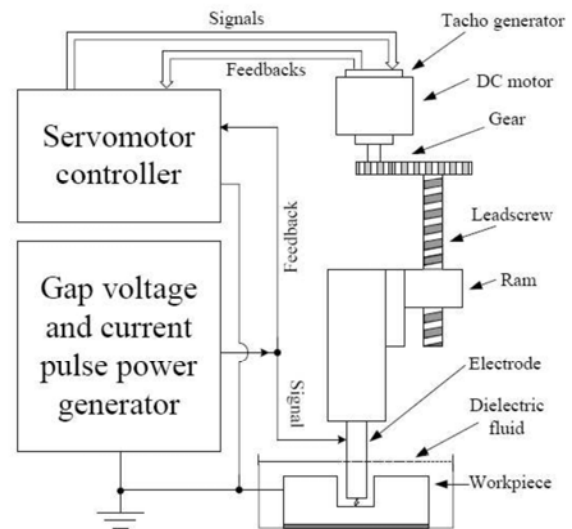 Signals
Tacho generator
Feedbacks
DC motor
Gear
Servomotor
controller
Leadscrew
Feedback
Gap voltage
and current
pulse power
generator
Ram
Signal
Electrode
Dielectric
fluid
Workpiece